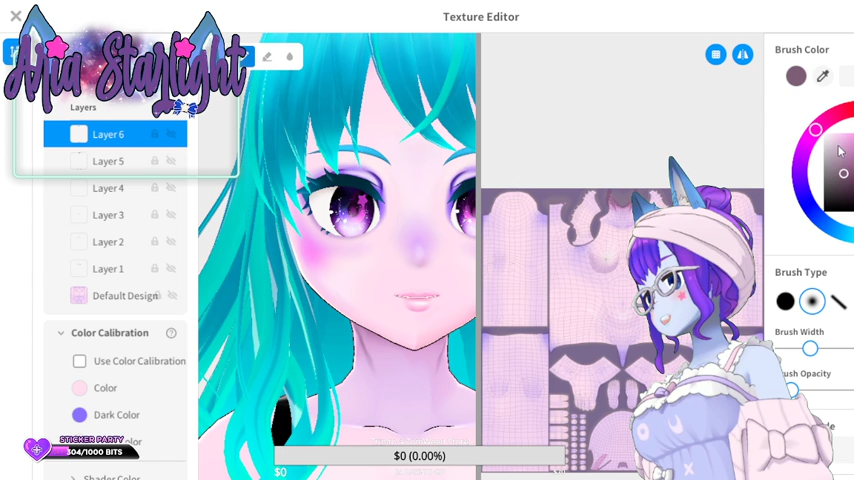 Texture Editor
Aria Starlight
Layers
Layer 6
Layer 5
Layer 4
Layer 3
Layer 2
Layer 1
Default Design
Color Calibration
?
Use Color Calibration
Color
Dark Color
STICKER PARTY
304/1000 BITS
$0 (0.00%)
$0
Brush Color
Brush Type
Brush Width
Brush Opacity